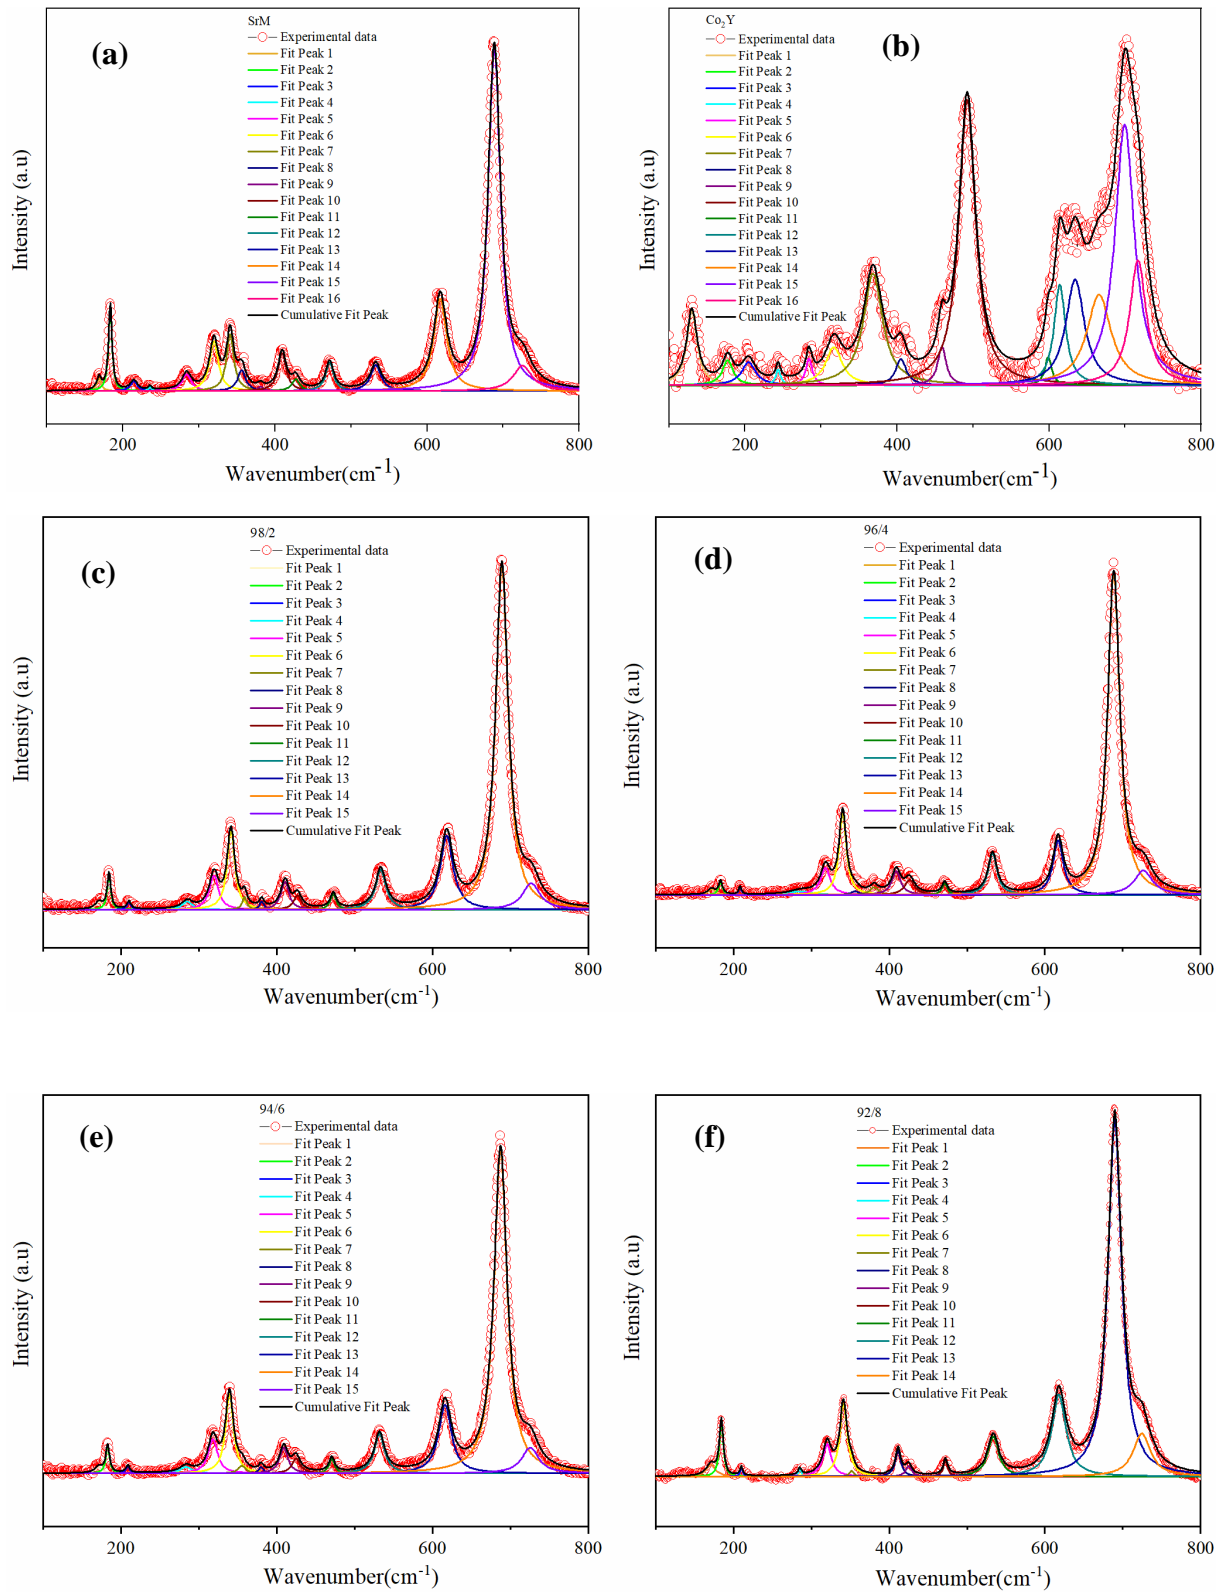 SrM
(a)
Experimental data
Fit Peak 1
Fit Peak 2
Fit Peak 3
Fit Peak 4
Fit Peak 5
Fit Peak 6
Fit Peak 7
Fit Peak 8
Fit Peak 9
Fit Peak 10
Fit Peak 11
Fit Peak 12
Fit Peak 13
Fit Peak 14
Fit Peak 15
Fit Peak 16
Cumulative Fit Peak
Intensity (a.u)
200 400 600 800
Wavenumber(cm-1)
Co2Y
(b)
Experimental data
Fit Peak 1
Fit Peak 2
Fit Peak 3
Fit Peak 4
Fit Peak 5
Fit Peak 6
Fit Peak 7
Fit Peak 8
Fit Peak 9
Fit Peak 10
Fit Peak 11
Fit Peak 12
Fit Peak 13
Fit Peak 14
Fit Peak 15
Fit Peak 16
Cumulative Fit Peak
Intensity (a.u)
200 400 600 800
Wavenumber(cm-1)
98/2
(c)
Experimental data
Fit Peak 1
Fit Peak 2
Fit Peak 3
Fit Peak 4
Fit Peak 5
Fit Peak 6
Fit Peak 7
Fit Peak 8
Fit Peak 9
Fit Peak 10
Fit Peak 11
Fit Peak 12
Fit Peak 13
Fit Peak 14
Fit Peak 15
Cumulative Fit Peak
Intensity (a.u)
200 400 600 800
Wavenumber(cm-1)
96/4
(d)
Experimental data
Fit Peak 1
Fit Peak 2
Fit Peak 3
Fit Peak 4
Fit Peak 5
Fit Peak 6
Fit Peak 7
Fit Peak 8
Fit Peak 9
Fit Peak 10
Fit Peak 11
Fit Peak 12
Fit Peak 13
Fit Peak 14
Fit Peak 15
Cumulative Fit Peak
Intensity (a.u)
200 400 600 800
Wavenumber(cm-1)
94/6
(e)
Experimental data
Fit Peak 1
Fit Peak 2
Fit Peak 3
Fit Peak 4
Fit Peak 5
Fit Peak 6
Fit Peak 7
Fit Peak 8
Fit Peak 9
Fit Peak 10
Fit Peak 11
Fit Peak 12
Fit Peak 13
Fit Peak 14
Fit Peak 15
Cumulative Fit Peak
Intensity (a.u)
200 400 600 800
Wavenumber(cm-1)
92/8
(f)
Experimental data
Fit Peak 1
Fit Peak 2
Fit Peak 3
Fit Peak 4
Fit Peak 5
Fit Peak 6
Fit Peak 7
Fit Peak 8
Fit Peak 9
Fit Peak 10
Fit Peak 11
Fit Peak 12
Fit Peak 13
Fit Peak 14
Cumulative Fit Peak
Intensity (a.u)
200 400 600 800
Wavenumber(cm-1)